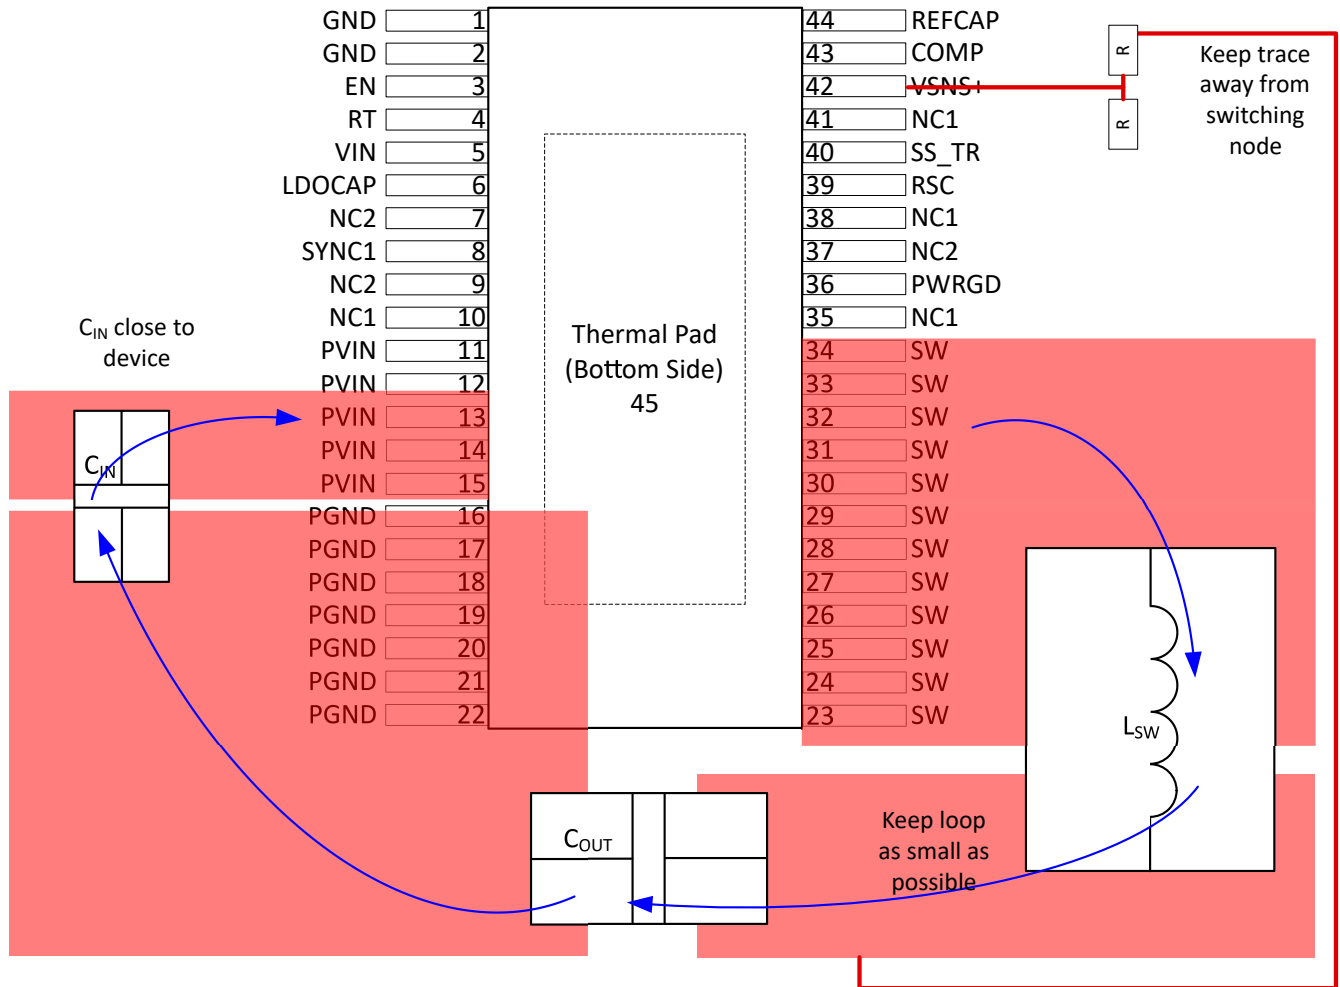 GND 1
GND 2
EN 3
RT 4
VIN 5
LDOCAP 6
NC2 7
SYNC1 8
NC2 9
NC1 10
PVIN 11
PVIN 12
PVIN 13
PVIN 14
PVIN 15
PGND 16
PGND 17
PGND 18
PGND 19
PGND 20
PGND 21
PGND 22
C_IN close to
device
C_IN
Thermal Pad
(Bottom Side)
45
44 REFCAP
43 COMP
42 VSNS+
41 NC1
40 SS_TR
39 RSC
38 NC1
37 NC2
36 PWRGD
35 NC1
34 SW
33 SW
32 SW
31 SW
30 SW
29 SW
28 SW
27 SW
26 SW
25 SW
24 SW
23 SW
R
R
Keep trace
away from
switching
node
L_SW
C_OUT
Keep loop
as small as
possible